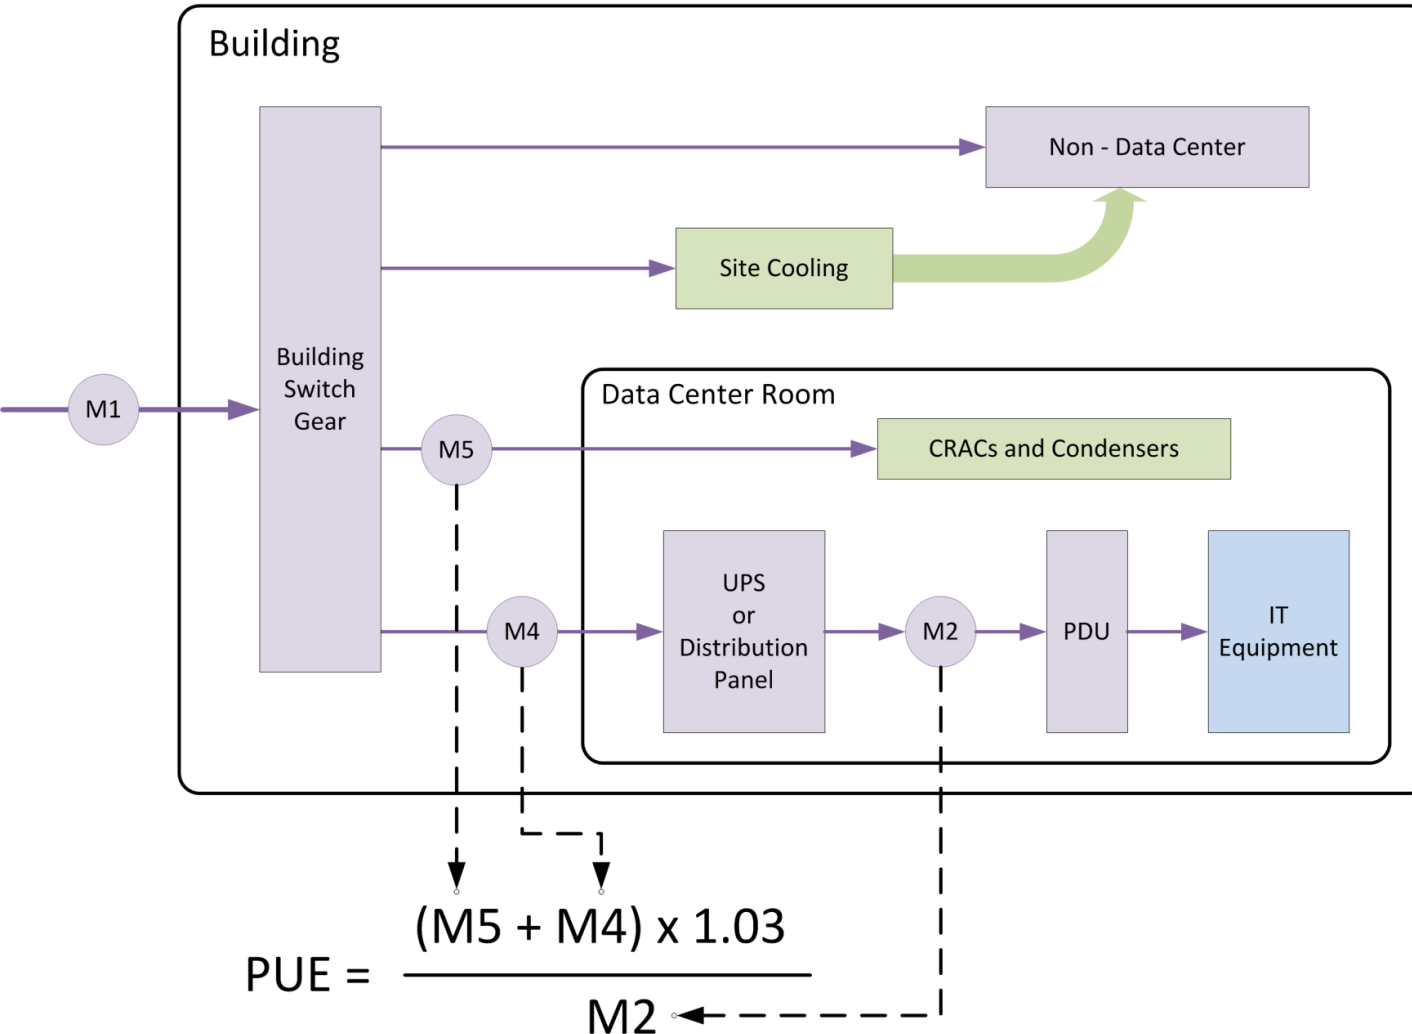 Building
Non - Data Center
Site Cooling
Building
Switch
Gear
M1
Data Center Room
M5
CRACs and Condensers
M4
UPS
or
Distribution
Panel
M2
PDU
IT
Equipment
(M5 + M4) x 1.03
PUE =
M2